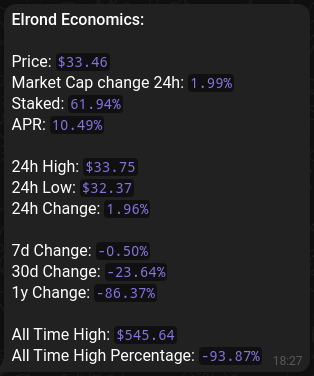 Elrond Economics:
Price: $33.46
Market Cap change 24h: 1.99%
Staked: 61.94%
APR: 10.49%
24h High: $33.75
24h Low: $32.37
24h Change: 1.96%
7d Change: -0.50%
30d Change: -23.64%
1y Change: -86.37%
All Time High: $545.64
All Time High Percentage: -93.87%
18:27